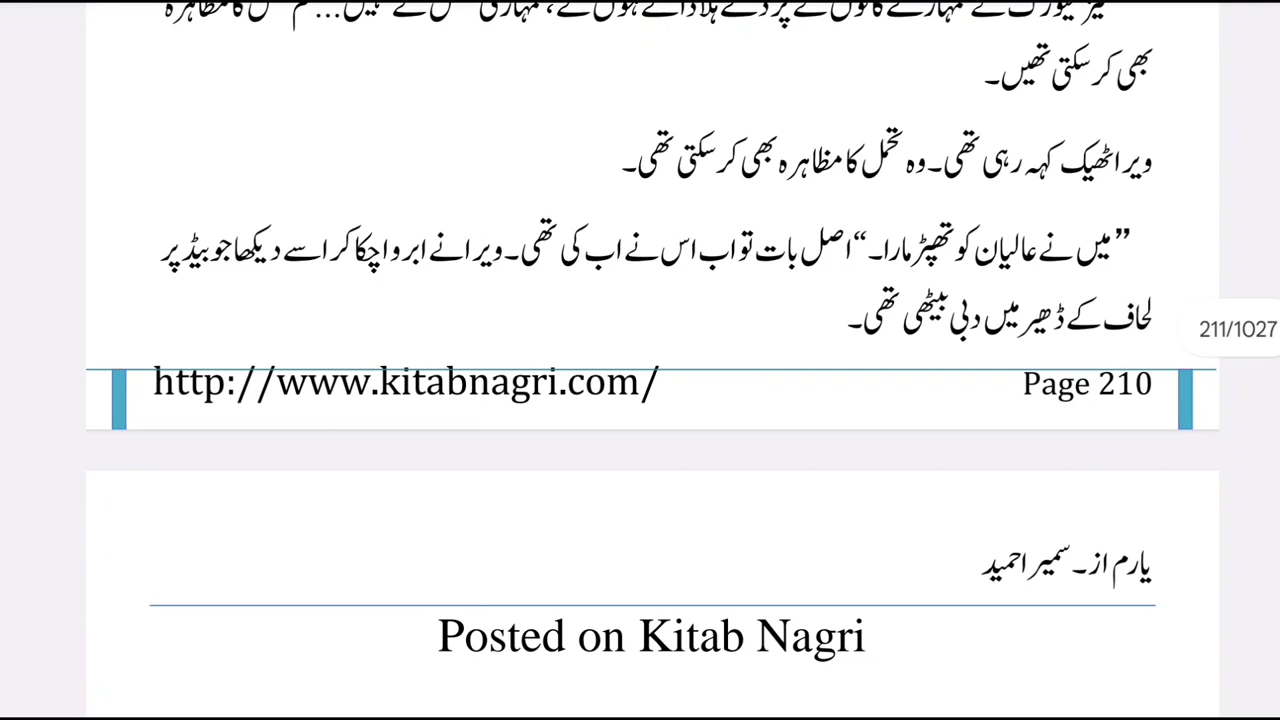 بھی کر سکتی تھیں۔
ویرا ٹھیک کہہ رہی تھی۔ وہ تحمل کا مظاہرہ بھی کر سکتی تھی۔
”میں نے عالیان کو تھپڑ مارا۔“ اصل بات تو اب اس نے اب کی تھی۔ ویرا نے ابرو اچکا کر اسے دیکھا جو بیڈ پر
لحاف کے ڈھیر میں دبی بیٹھی تھی۔
211/1027
http://www.kitabnagri.com/ Page 210
یارم از۔ سمیرا حمید
Posted on Kitab Nagri